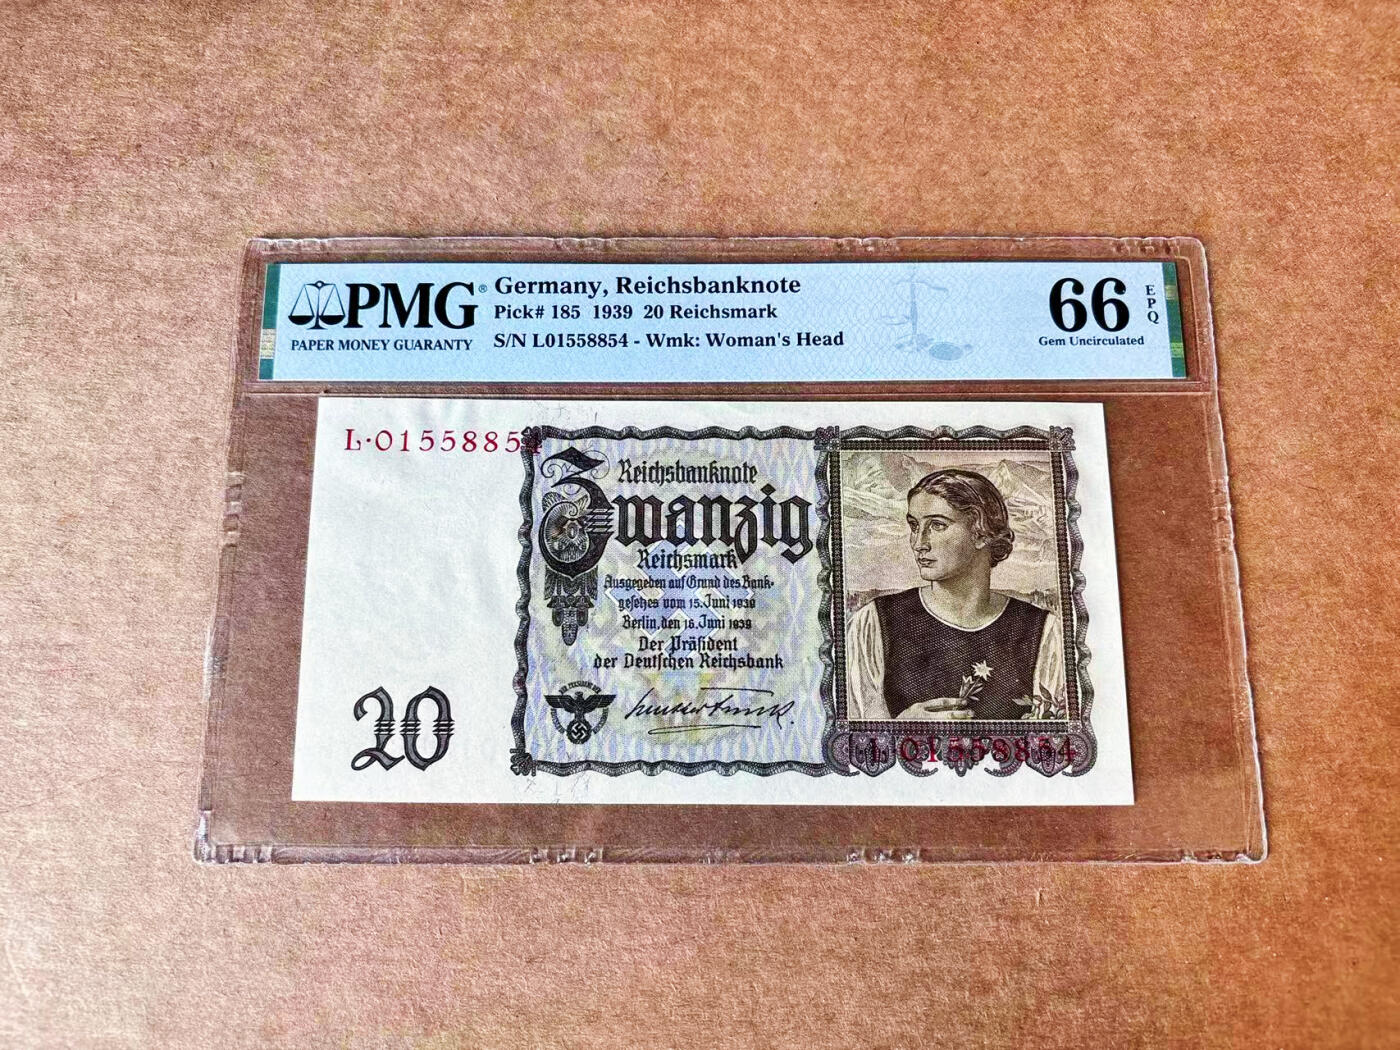 PMG®
PAPER MONEY GUARANTY
Germany, Reichsbanknote
Pick# 185 1939 20 Reichsmark
S/N L01558854 - Wmk: Woman's Head
66
EPQ
Gem Uncirculated
L·01558854
Reichsbanknote
Zwanzig
Reichsmark
Ausgegeben auf Grund des Bank-
gesetzes vom 15. Juni 1939
Berlin, den 16. Juni 1939
Der Präsident
der Deutschen Reichsbank
20
L·01558854